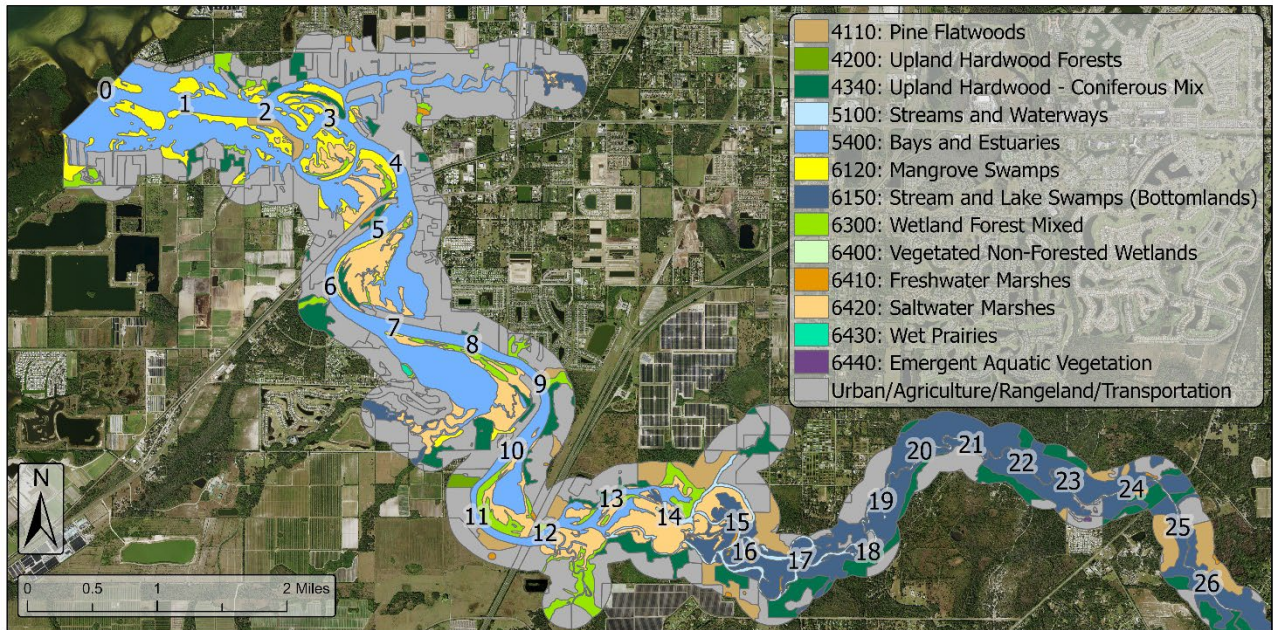 4110: Pine Flatwoods
4200: Upland Hardwood Forests
4340: Upland Hardwood - Coniferous Mix
5100: Streams and Waterways
5400: Bays and Estuaries
6120: Mangrove Swamps
6150: Stream and Lake Swamps (Bottomlands)
6300: Wetland Forest Mixed
6400: Vegetated Non-Forested Wetlands
6410: Freshwater Marshes
6420: Saltwater Marshes
6430: Wet Prairies
6440: Emergent Aquatic Vegetation
Urban/Agriculture/Rangeland/Transportation
0
1
2
3
4
5
6
7
8
9
10
11
12
13
14
15
16
17
18
19
20
21
22
23
24
25
26
N
0 0.5 1 2 Miles